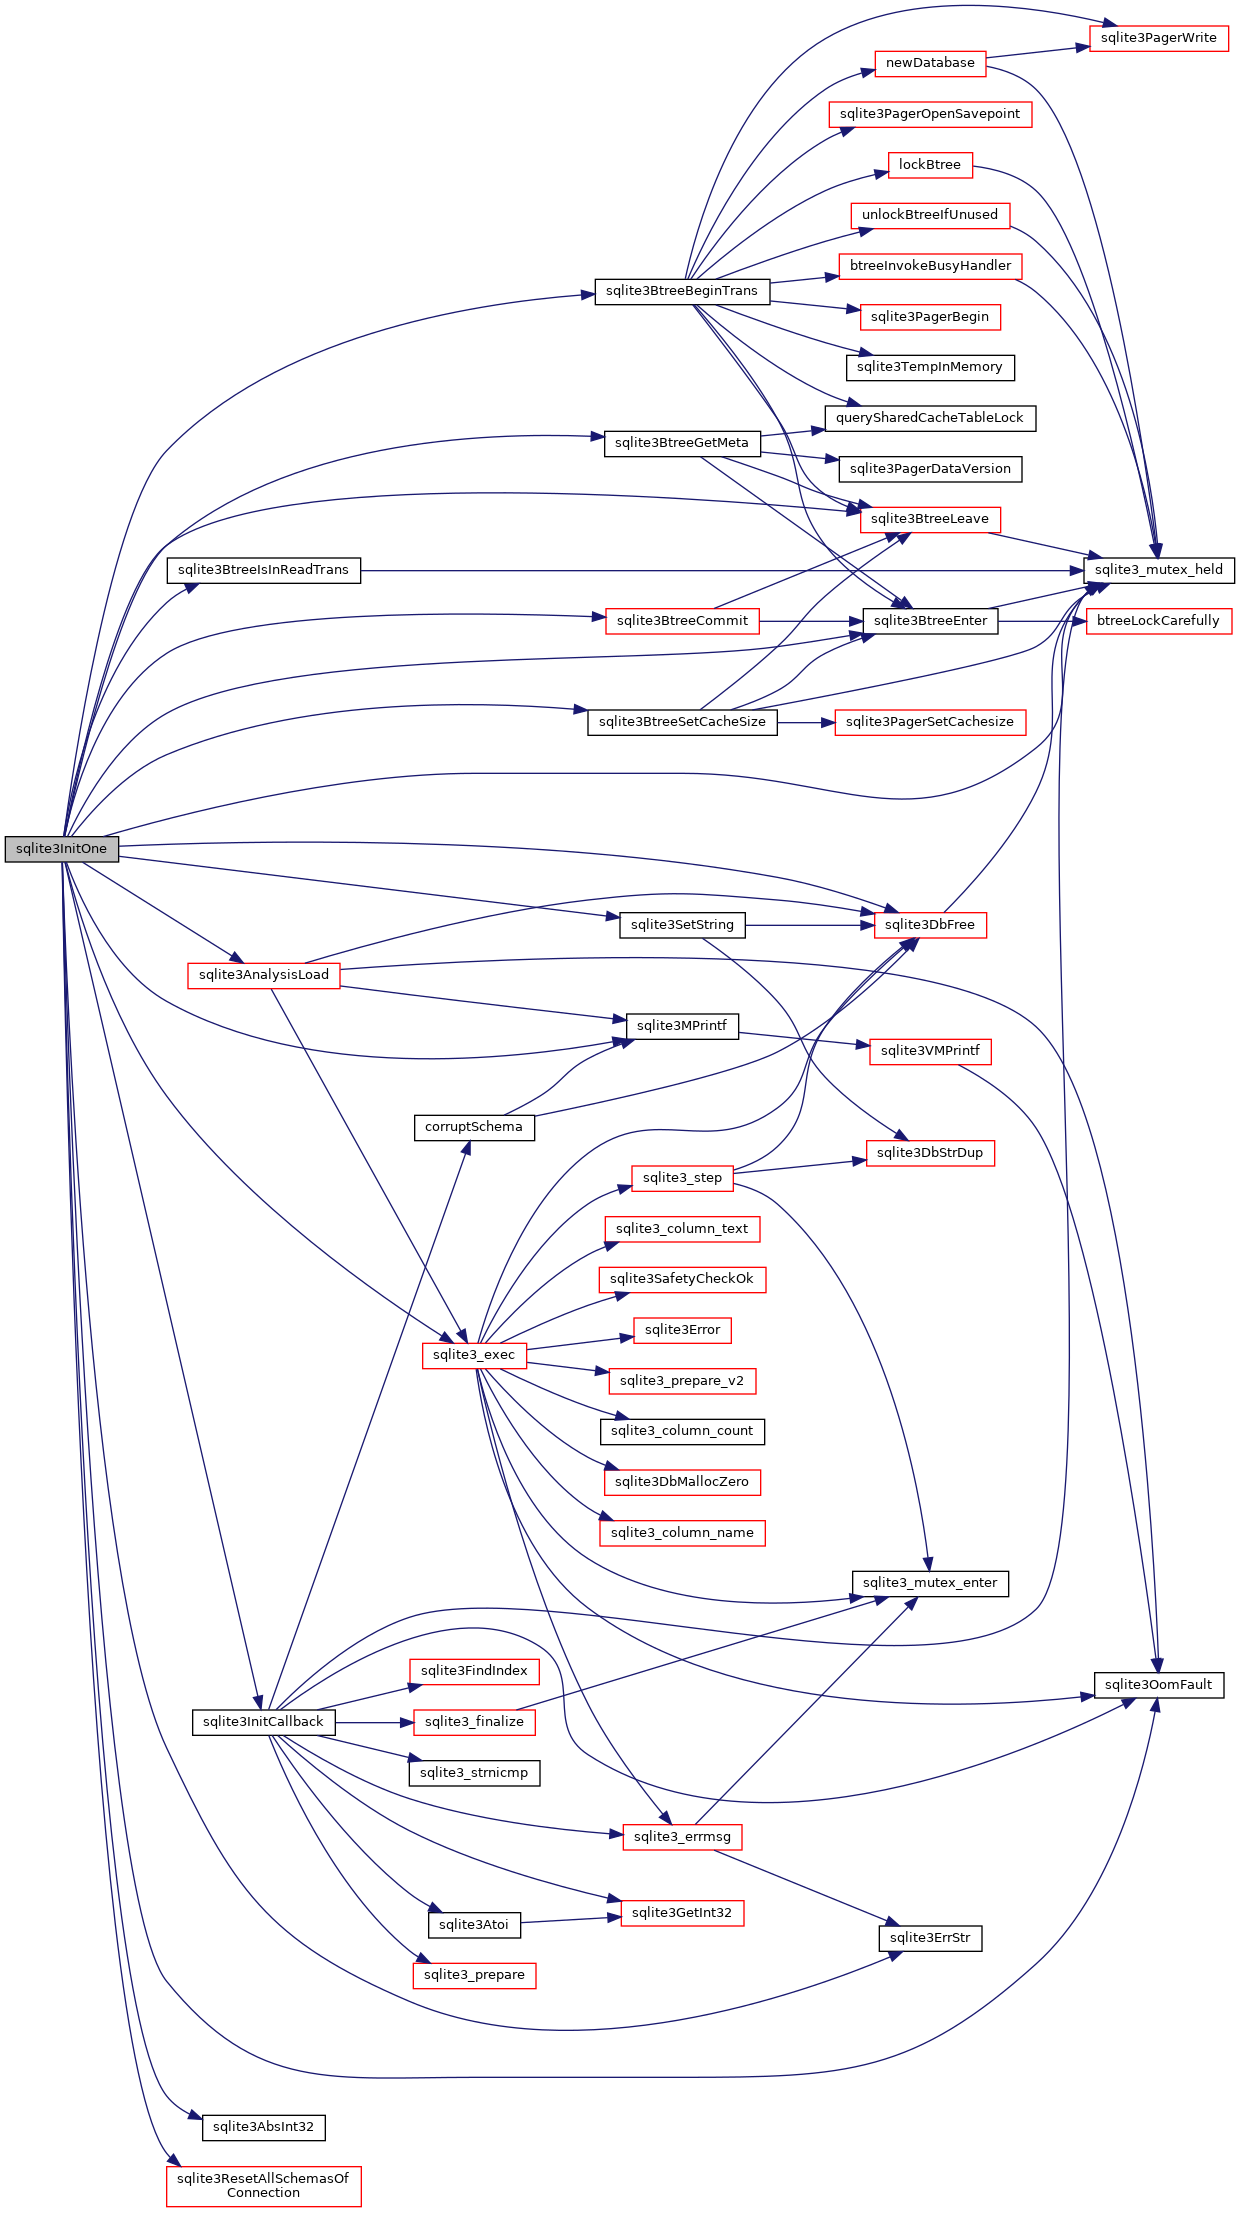 sqlite3PagerWrite
newDatabase
sqlite3PagerOpenSavepoint
lockBtree
unlockBtreeIfUnused
btreeInvokeBusyHandler
sqlite3BtreeBeginTrans
sqlite3PagerBegin
sqlite3TempInMemory
querySharedCacheTableLock
sqlite3BtreeGetMeta
sqlite3PagerDataVersion
sqlite3BtreeLeave
sqlite3BtreeIsInReadTrans
sqlite3_mutex_held
sqlite3BtreeCommit
sqlite3BtreeEnter
btreeLockCarefully
sqlite3BtreeSetCacheSize
sqlite3PagerSetCachesize
sqlite3InitOne
sqlite3SetString
sqlite3DbFree
sqlite3AnalysisLoad
sqlite3MPrintf
sqlite3VMPrintf
corruptSchema
sqlite3DbStrDup
sqlite3_step
sqlite3_column_text
sqlite3SafetyCheckOk
sqlite3Error
sqlite3_exec
sqlite3_prepare_v2
sqlite3_column_count
sqlite3DbMallocZero
sqlite3_column_name
sqlite3_mutex_enter
sqlite3FindIndex
sqlite3OomFault
sqlite3InitCallback
sqlite3_finalize
sqlite3_strnicmp
sqlite3_errmsg
sqlite3GetInt32
sqlite3Atoi
sqlite3ErrStr
sqlite3_prepare
sqlite3AbsInt32
sqlite3ResetAllSchemasOf
Connection